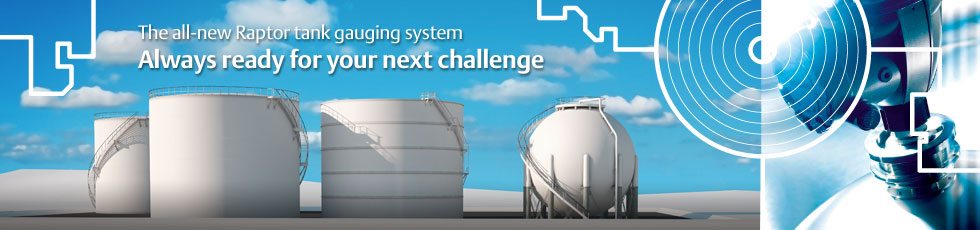 The all-new Raptor tank gauging system
Always ready for your next challenge